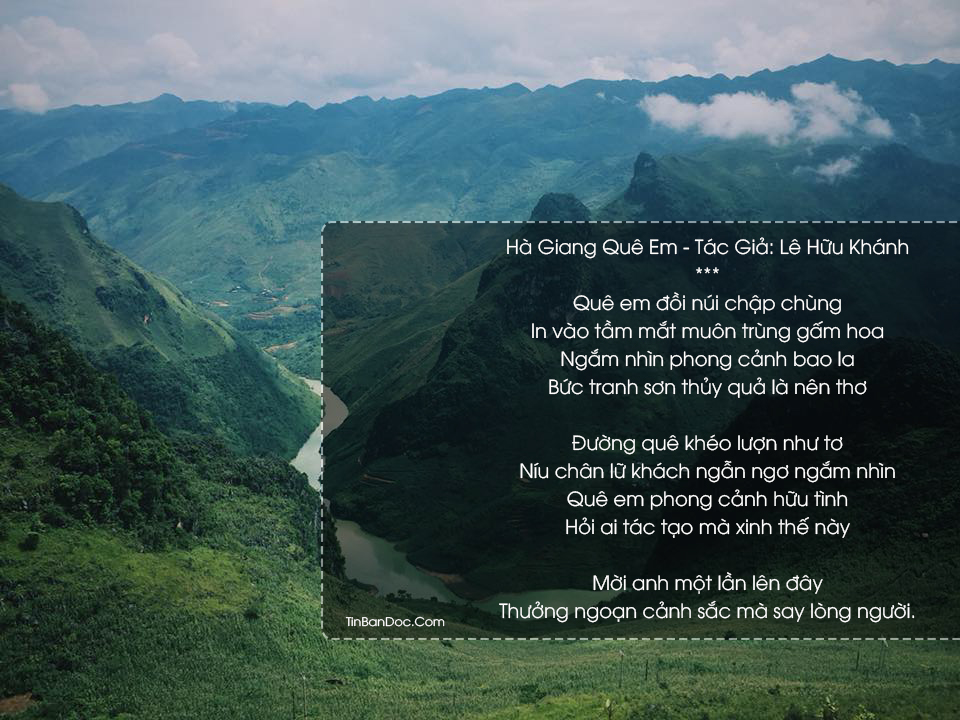 Hà Giang Quê Em - Tác Giả: Lê Hữu Khánh
***
Quê em đồi núi chập chùng
In vào tầm mắt muôn trùng gấm hoa
Ngắm nhìn phong cảnh bao la
Bức tranh sơn thủy quả là nên thơ
Đường quê khéo lượn như tơ
Níu chân lữ khách ngẩn ngơ ngắm nhìn
Quê em phong cảnh hữu tình
Hỏi ai tác tạo mà xinh thế này
Mời anh một lần lên đây
Thưởng ngoạn cảnh sắc mà say lòng người.
TinBanDoc.Com